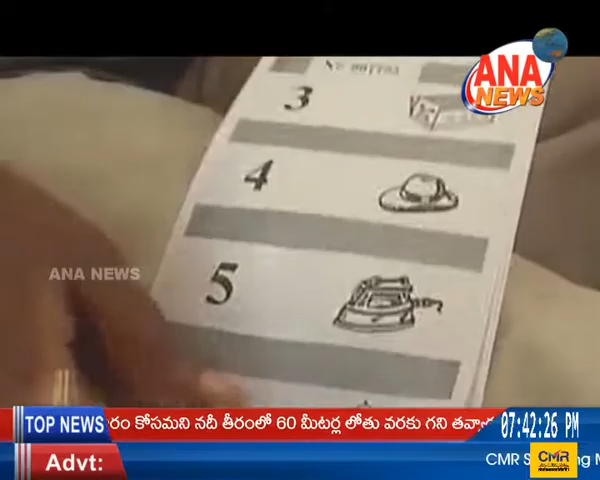 ANA
NEWS
3
4
5
ANA NEWS
TOP NEWS
రం కోసమని నదీ తీరంలో 60 మీటర్ల లోతు వరకు గని
07:42:26 PM
Advt:
CMR
CMR